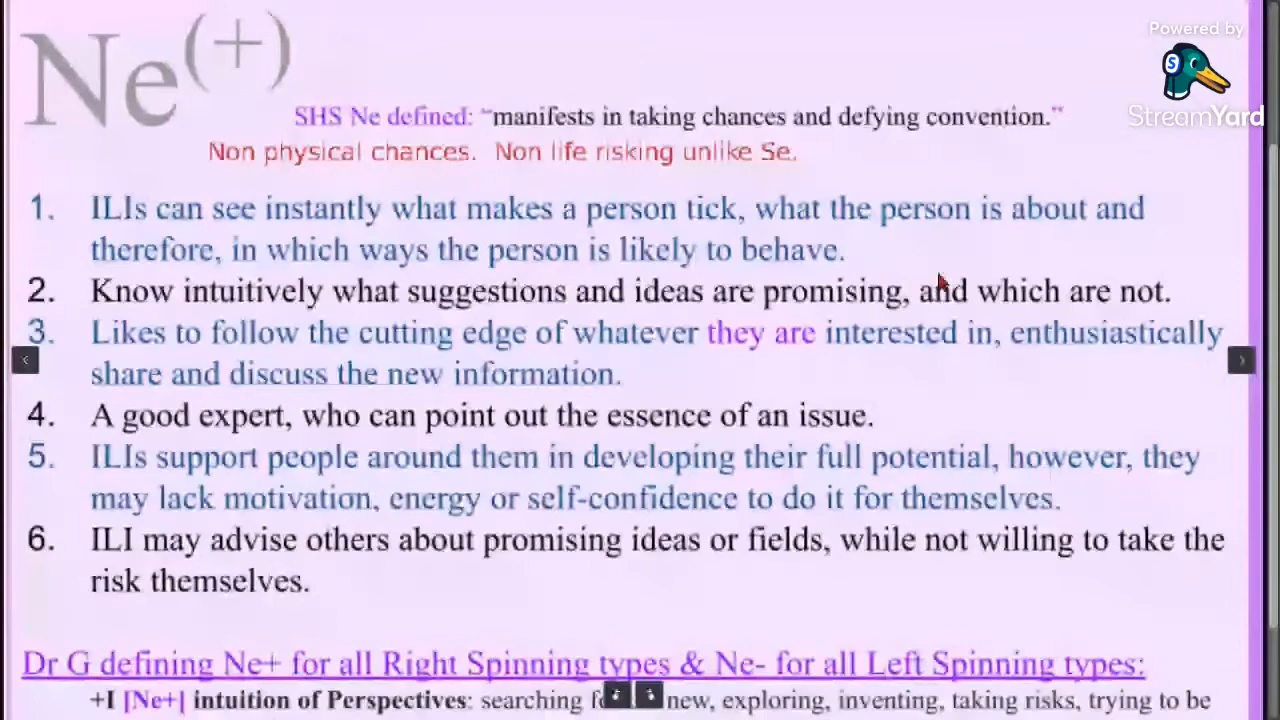 Powered by
StreamYard
Ne(+)
SHS Ne defined: “manifests in taking chances and defying convention.”
Non physical chances. Non life risking unlike Se.
1. ILIs can see instantly what makes a person tick, what the person is about and
therefore, in which ways the person is likely to behave.
2. Know intuitively what suggestions and ideas are promising, and which are not.
3. Likes to follow the cutting edge of whatever they are interested in, enthusiastically
share and discuss the new information.
4. A good expert, who can point out the essence of an issue.
5. ILIs support people around them in developing their full potential, however, they
may lack motivation, energy or self-confidence to do it for themselves.
6. ILI may advise others about promising ideas or fields, while not willing to take the
risk themselves.
Dr G defining Ne+ for all Right Spinning types & Ne- for all Left Spinning types:
+I [Ne+] intuition of Perspectives: searching new, exploring, inventing, taking risks, trying to be